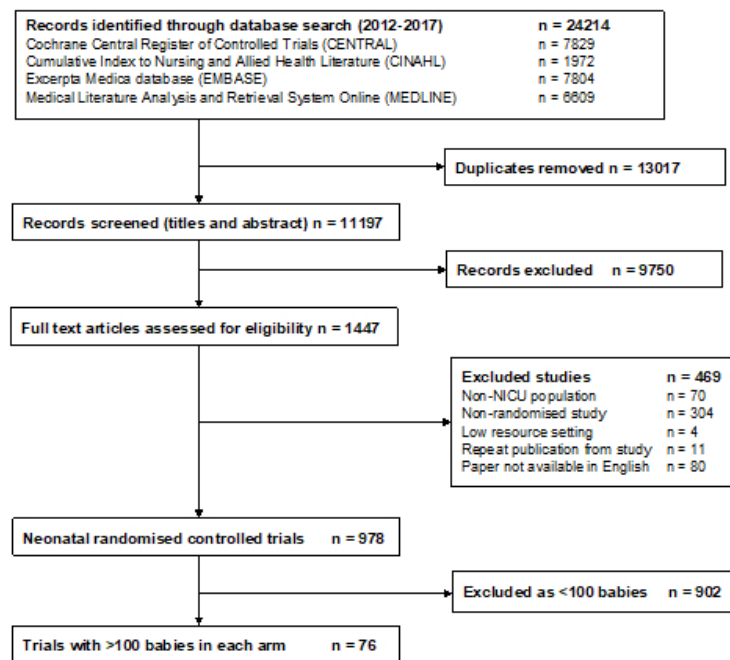 Records identified through database search (2012-2017) n = 24214
Cochrane Central Register of Controlled Trials (CENTRAL) n = 7829
Cumulative Index to Nursing and Allied Health Literature (CINAHL) n = 1972
Excerpta Medica database (EMBASE) n = 7804
Medical Literature Analysis and Retrieval System Online (MEDLINE) n = 6609
Duplicates removed n = 13017
Records screened (titles and abstract) n = 11197
Records excluded n = 9750
Full text articles assessed for eligibility n = 1447
Excluded studies n = 469
Non-NICU population n = 70
Non-randomised study n = 304
Low resource setting n = 4
Repeat publication from study n = 11
Paper not available in English n = 80
Neonatal randomised controlled trials n = 978
Excluded as <100 babies n = 902
Trials with >100 babies in each arm n = 76